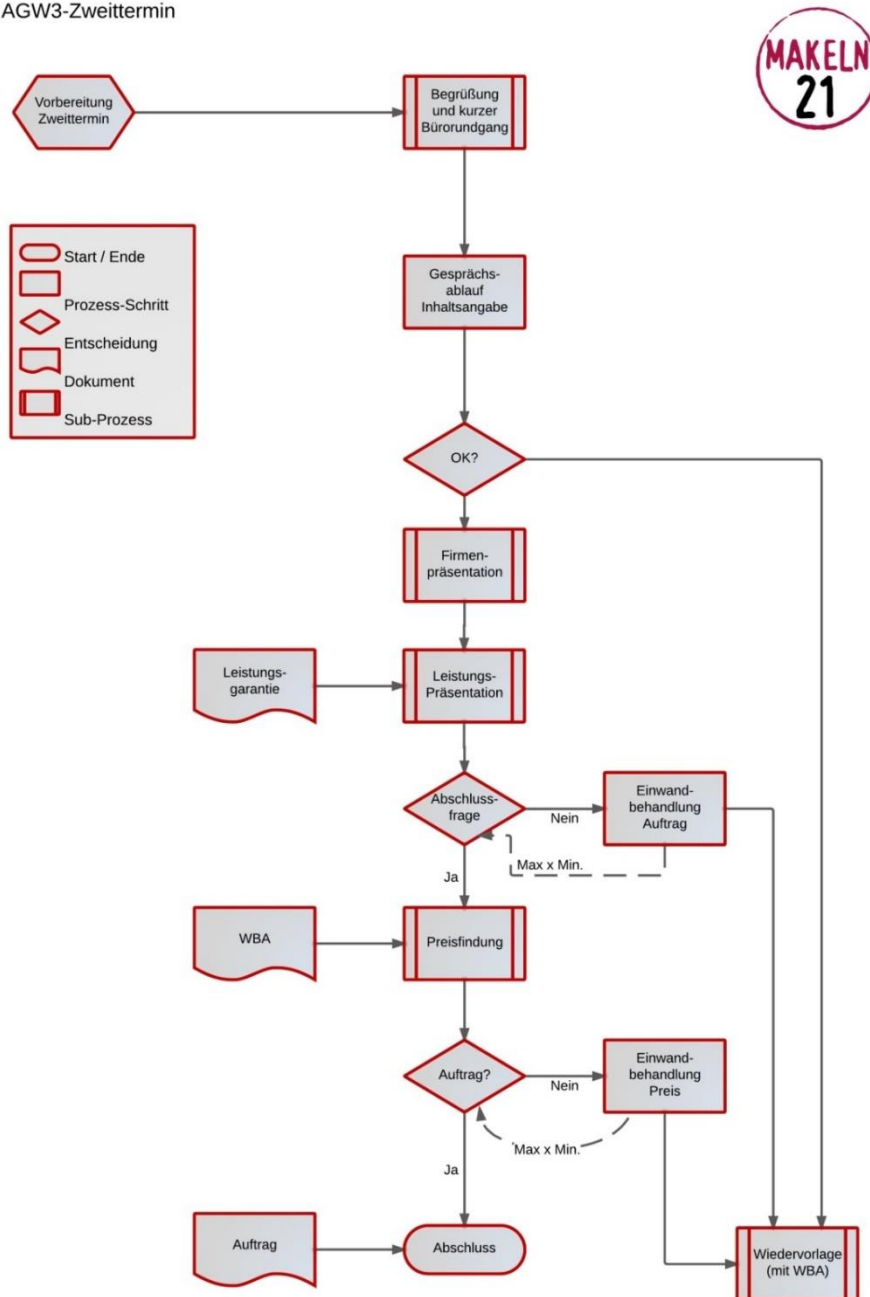 AGW3-Zweittermin
MAKELN
21
Vorbereitung
Zweittermin
Begrüßung
und kurzer
Bürorundgang
Start / Ende
Prozess-Schritt
Entscheidung
Dokument
Sub-Prozess
Gesprächs-
ablauf
Inhaltsangabe
OK?
Firmen-
präsentation
Leistungs-
garantie
Leistungs-
Präsentation
Abschluss-
frage
Nein
Einwand-
behandlung
Auftrag
Max x Min.
Ja
WBA
Preisfindung
Auftrag?
Nein
Einwand-
behandlung
Preis
Max x Min.
Ja
Auftrag
Abschluss
Wiedervorlage
(mit WBA)